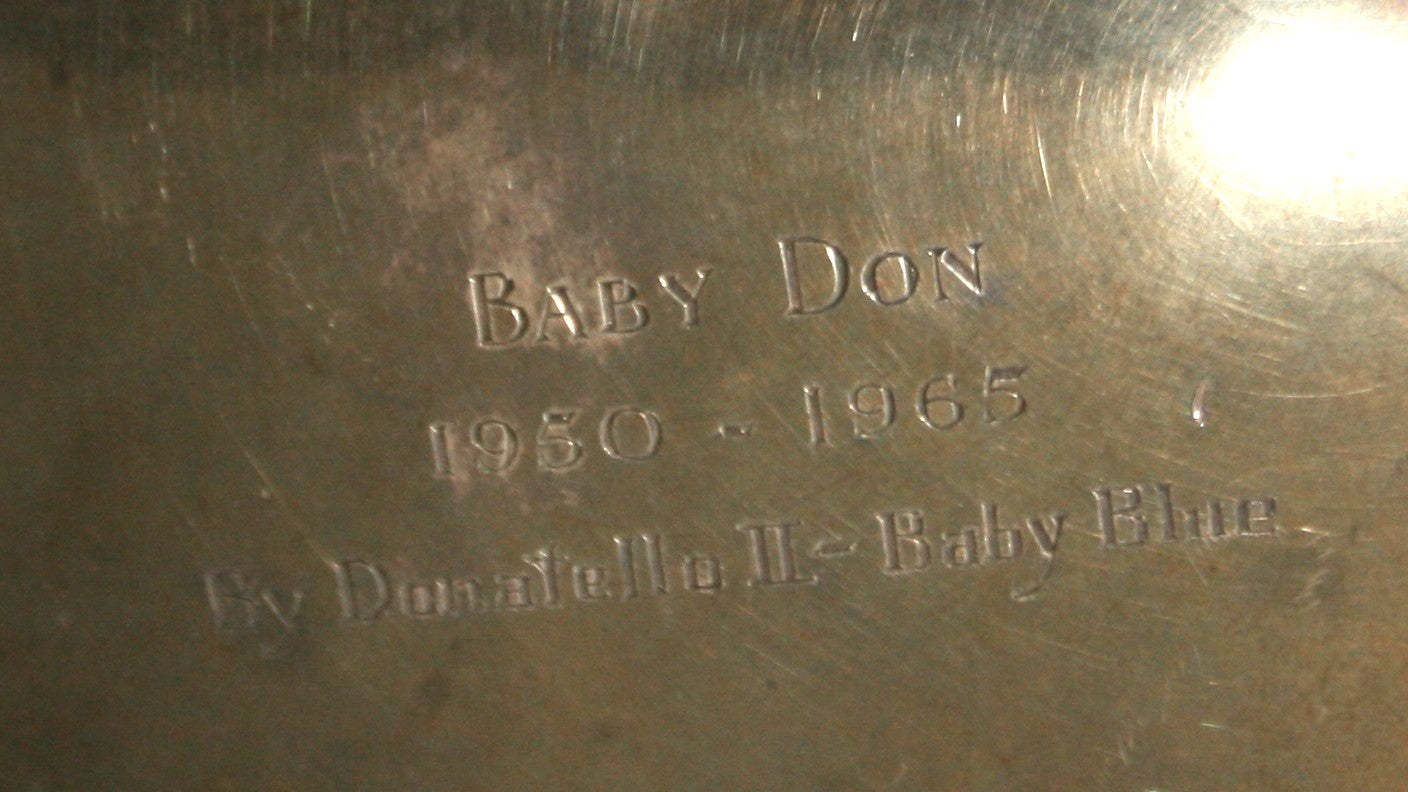 BABY DON
1950 - 1965
By Donatello II - Baby Blue